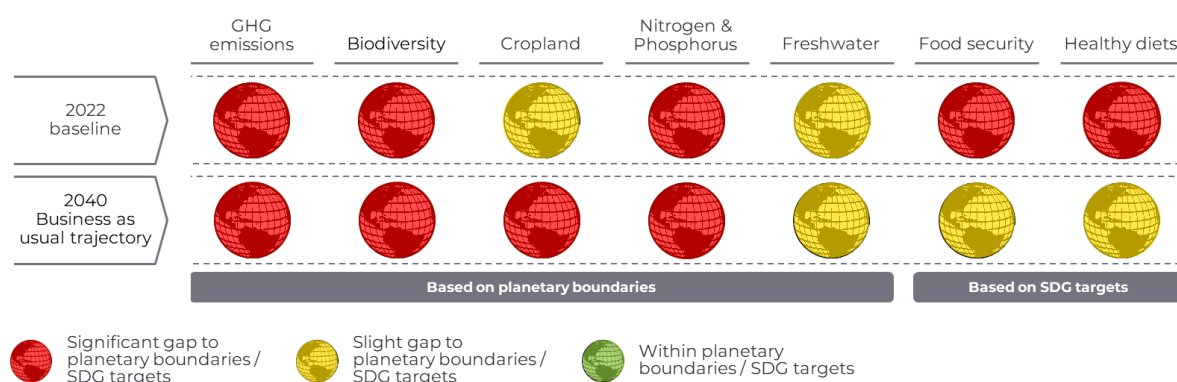 GHG
emissions
Biodiversity
Cropland
Nitrogen
& Phosphorus
Freshwater
Food security
Healthy diets
2022
baseline
2040
Business as
usual trajectory
Based on planetary boundaries
Based on SDG targets
Significant gap to
planetary boundaries /
SDG targets
Slight gap to
planetary boundaries /
SDG targets
Within planetary
boundaries / SDG targets